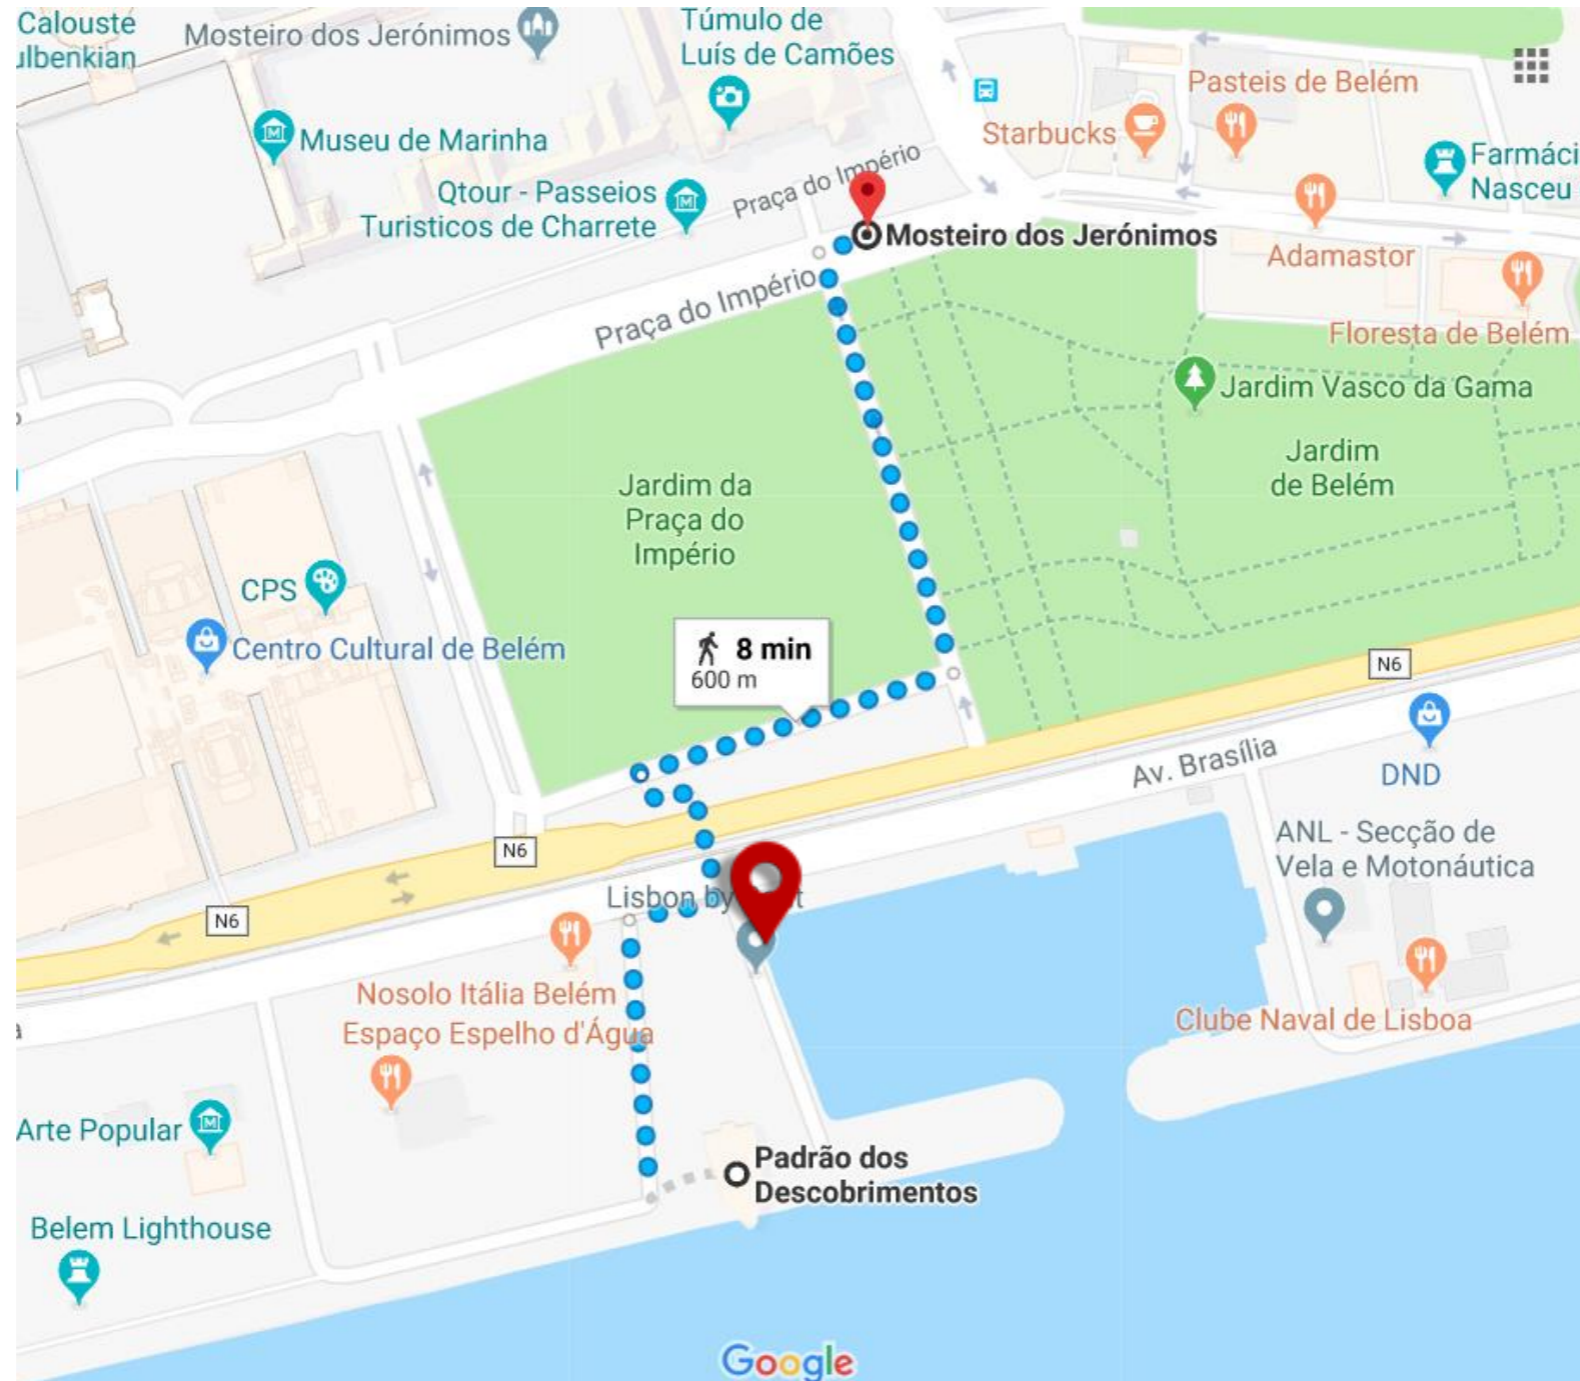 Calouste
ulbenkian
Mosteiro dos Jerónimos
Túmulo de
Luís de Camões
Pasteis de Belém
Starbucks
Museu de Marinha
Farmáci
Nasceu
Qtour - Passeios
Turisticos de Charrete
Praça do Império
Mosteiro dos Jerónimos
Adamastor
Praça do Império
Floresta de Belém
Jardim Vasco da Gama
Jardim
de Belém
Jardim da
Praça do
Império
CPS
Centro Cultural de Belém
8 min
600 m
N6
Av. Brasília
DND
N6
ANL - Secção de
Vela e Motonáutica
Lisbon
N6
Nosolo Itália Belém
Espaço Espelho d'Água
Clube Naval de Lisboa
Arte Popular
Padrão dos
Descobrimentos
Belem Lighthouse
Google